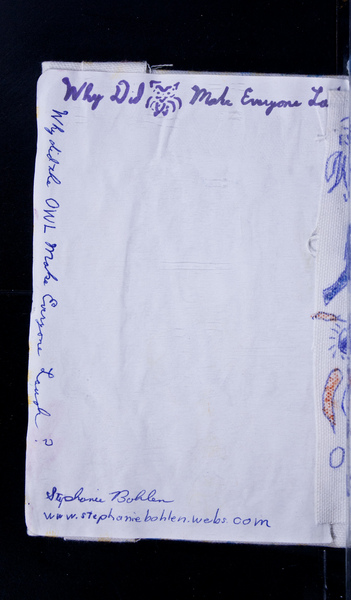 Why Did Make Everyone La
Why did the OWL Make Everyone Laugh?
Stephanie Bohlen
www.stephaniebohlen.webs.com